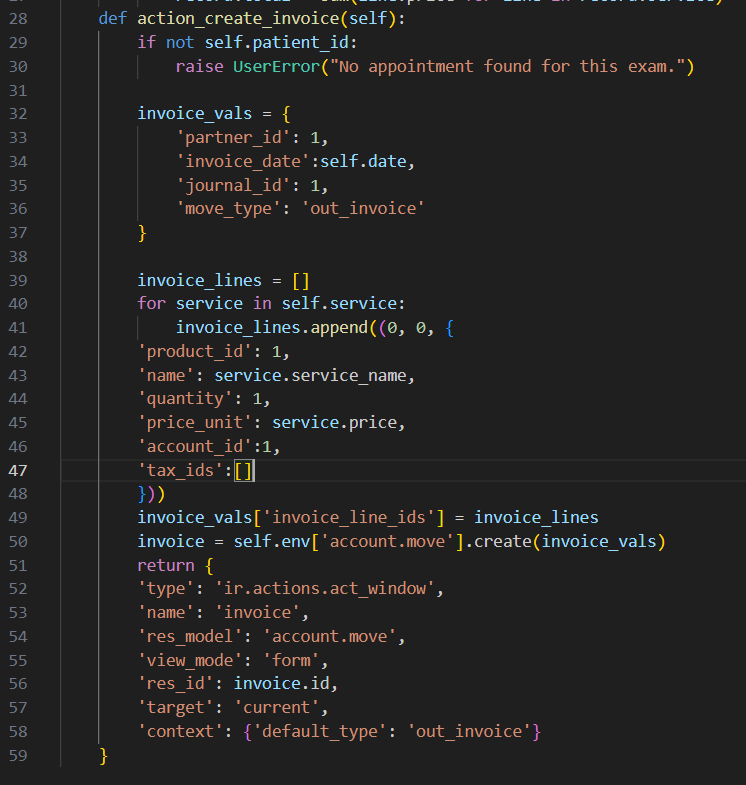 28 def action_create_invoice(self):
29 if not self.patient_id:
30 raise UserError("No appointment found for this exam.")
31
32 invoice_vals = {
33 'partner_id': 1,
34 'invoice_date':self.date,
35 'journal_id': 1,
36 'move_type': 'out_invoice'
37 }
38
39 invoice_lines = []
40 for service in self.service:
41 invoice_lines.append((0, 0, {
42 'product_id': 1,
43 'name': service.service_name,
44 'quantity': 1,
45 'price_unit': service.price,
46 'account_id':1,
47 'tax_ids':[]
48 }))
49 invoice_vals['invoice_line_ids'] = invoice_lines
50 invoice = self.env['account.move'].create(invoice_vals)
51 return {
52 'type': 'ir.actions.act_window',
53 'name': 'invoice',
54 'res_model': 'account.move',
55 'view_mode': 'form',
56 'res_id': invoice.id,
57 'target': 'current',
58 'context': {'default_type': 'out_invoice'}
59 }